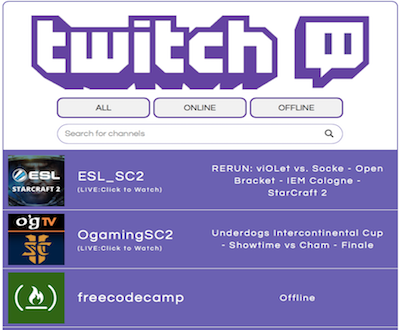 twitch
ALL ONLINE OFFLINE
Search for channels
ESL
STARCRAFT 2
ESL_SC2
(LIVE:Click to Watch)
RERUN: viOLet vs. Socke - Open
Bracket - IEM Cologne -
StarCraft 2
OGTV
OgamingSC2
(LIVE:Click to Watch)
Underdogs Intercontinental Cup
- Showtime vs Cham - Finale
freecodecamp
Offline